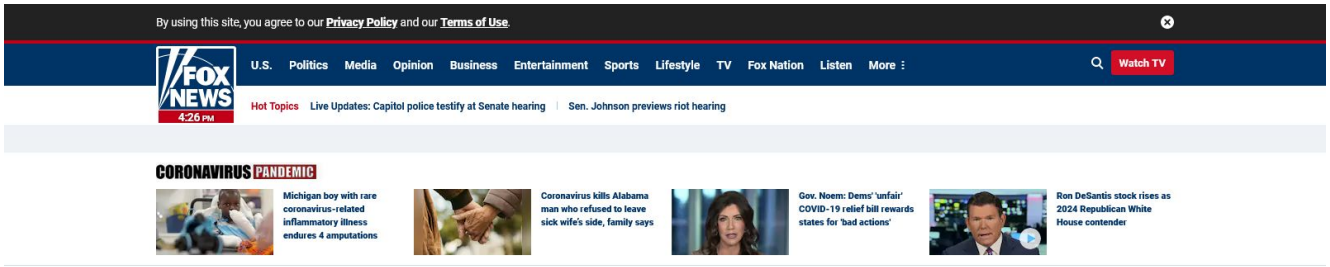 By using this site, you agree to our Privacy Policy and our Terms of Use.
FOX
NEWS
4:26 PM
U.S. Politics Media Opinion Business Entertainment Sports Lifestyle TV Fox Nation Listen More
Watch TV
Hot Topics Live Updates: Capitol police testify at Senate hearing Sen. Johnson previews riot hearing
CORONAVIRUS PANDEMIC
Michigan boy with rare
coronavirus-related
inflammatory illness
endures 4 amputations
Coronavirus kills Alabama
man who refused to leave
sick wife's side, family says
Gov. Noem: Dems' 'unfair'
COVID-19 relief bill rewards
states for 'bad actions'
Ron DeSantis stock rises as
2024 Republican White
House contender